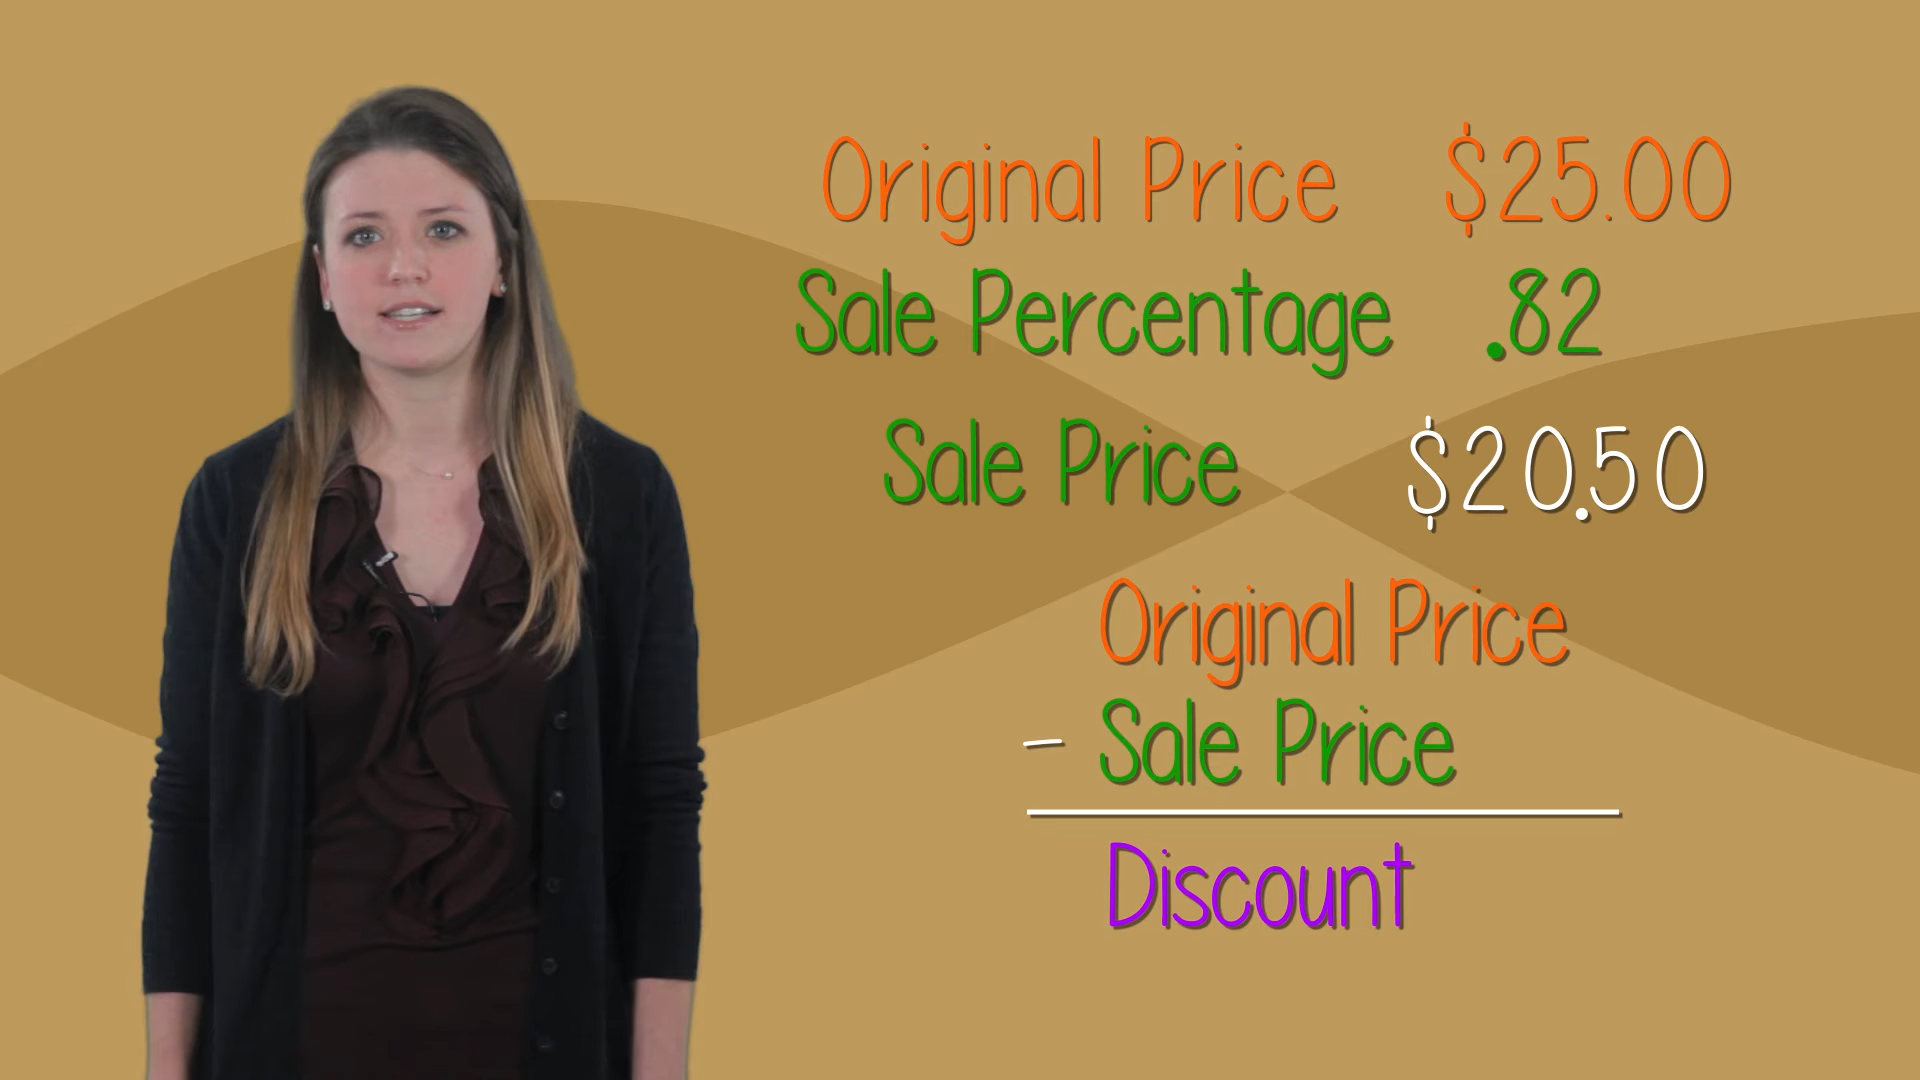 Original Price $25.00
Sale Percentage .82
Sale Price $20.50
Original Price
- Sale Price
Discount